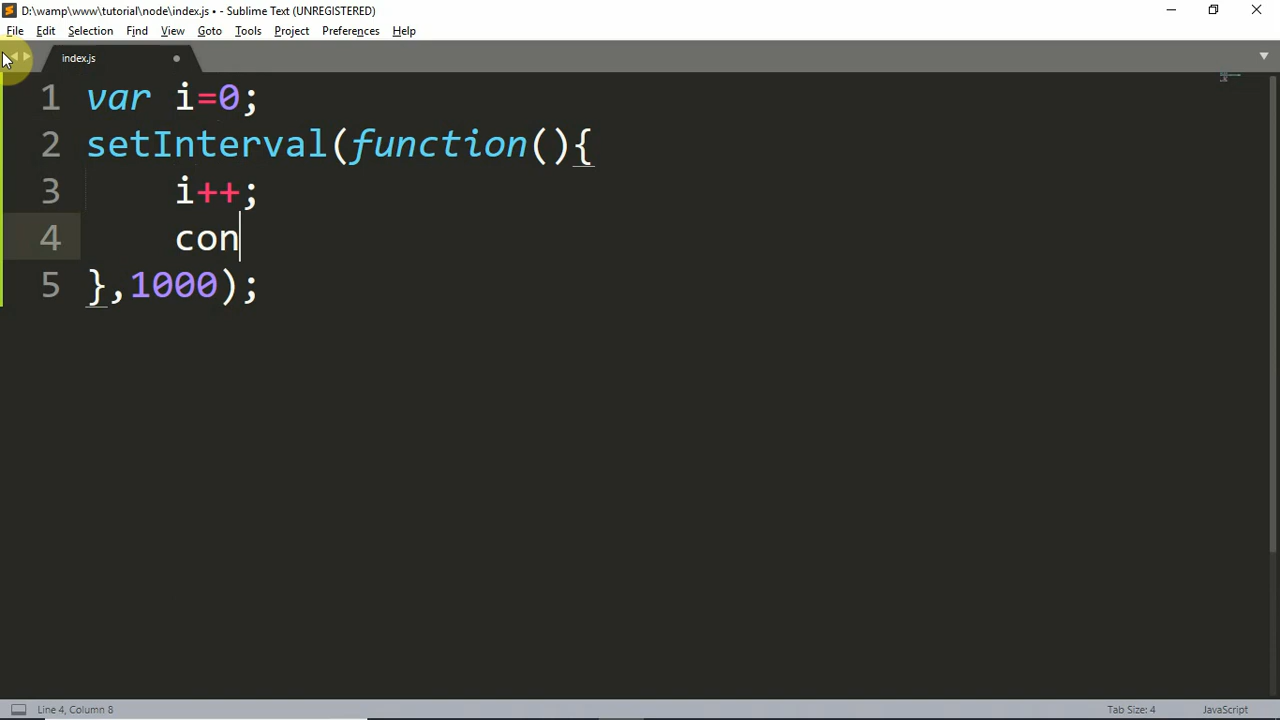 D:\wamp\www\tutorial\node\index.js • - Sublime Text (UNREGISTERED)
File Edit Selection Find View Goto Tools Project Preferences Help
index.js
1 var i=0;
2 setInterval(function(){
3 i++;
4 con
5 },1000);
Line 4, Column 8 Tab Size: 4 JavaScript